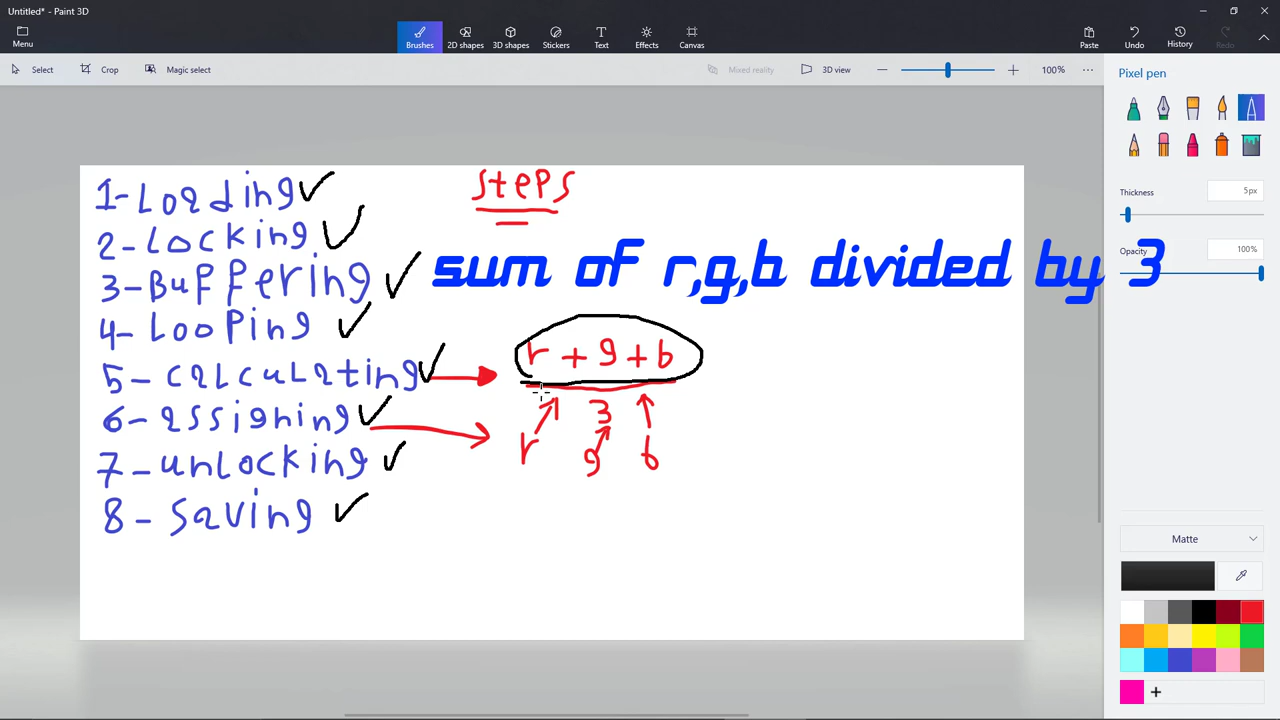 Untitled* - Paint 3D
Menu
Brushes
2D shapes
3D shapes
Stickers
Text
Effects
Canvas
Paste
Undo
History
Redo
Select
Crop
Magic select
Mixed reality
3D view
100%
Pixel pen
Thickness
5px
Opacity
100%
Matte
steps
1-Loading
2-Locking
3-Buffering
4-Looping
5-calculating
6-assigning
7-unlocking
8-saving
sum of r,g,b divided by 3
r + g + b
3
r g b